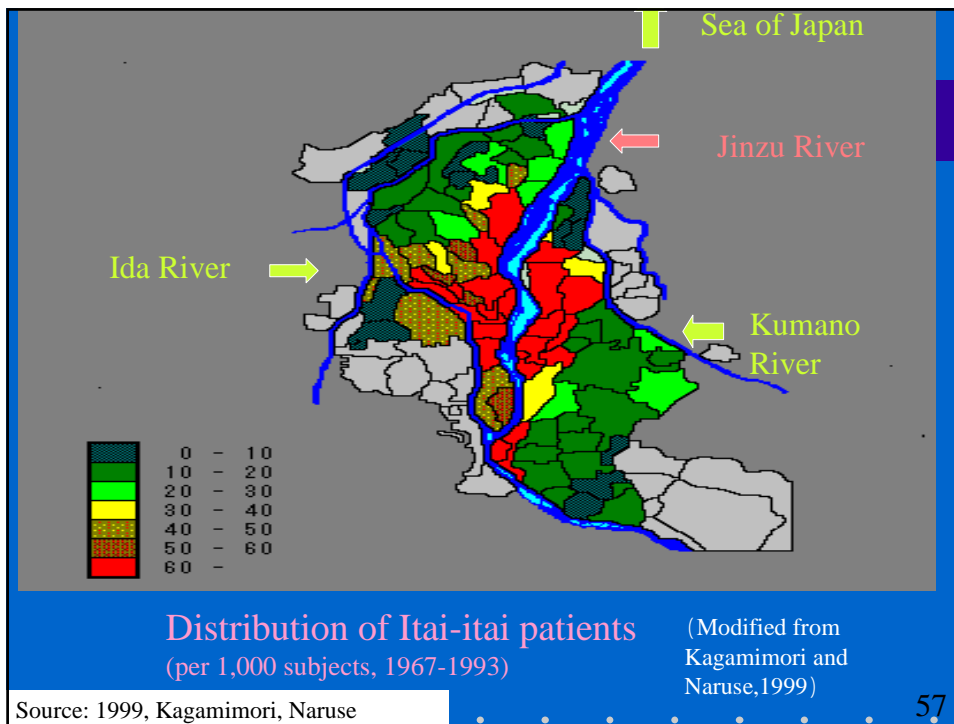 Sea of Japan
Jinzu River
Ida River
Kumano
River
0 - 10
10 - 20
20 - 30
30 - 40
40 - 50
50 - 60
60 -
Distribution of Itai-itai patients
(per 1,000 subjects, 1967-1993)
(Modified from
Kagamimori and
Naruse,1999)
Source: 1999, Kagamimori, Naruse
57